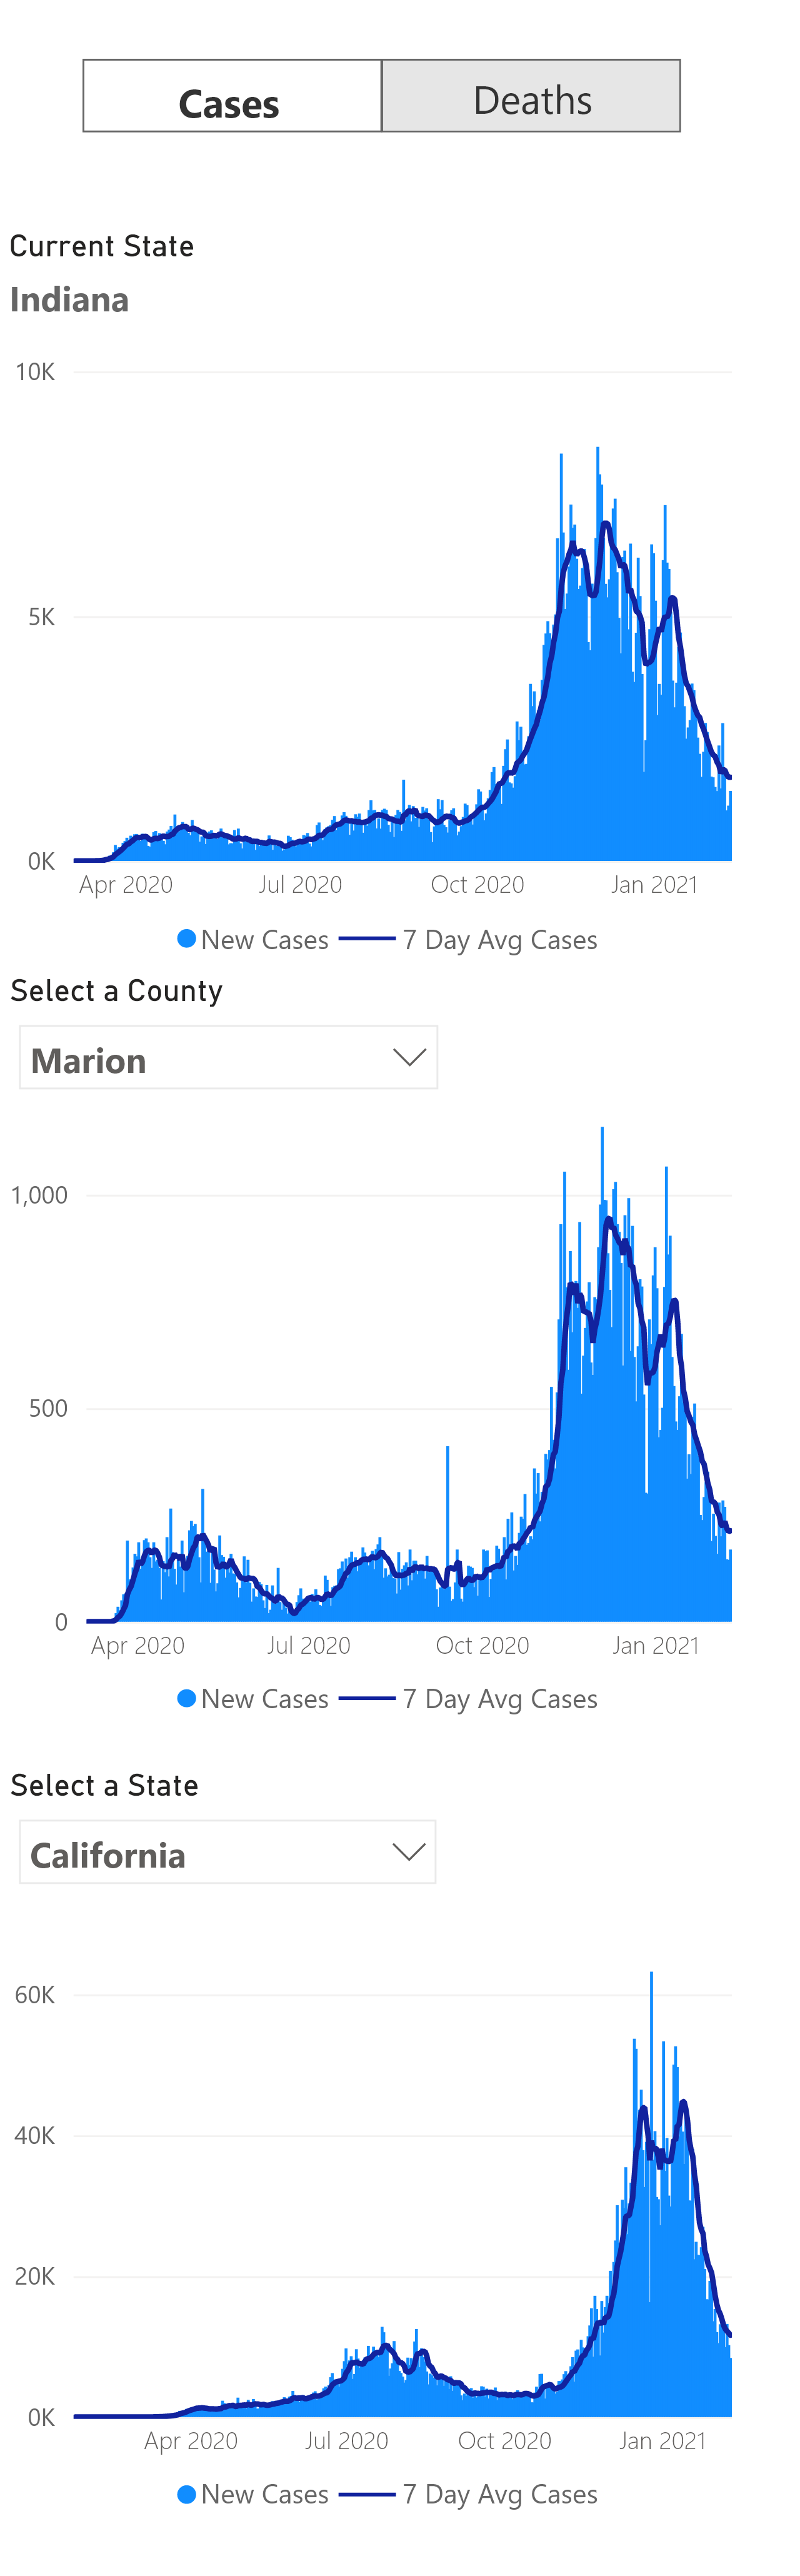 Cases Deaths
Current State
Indiana
10K
5K
0K
Apr 2020 Jul 2020 Oct 2020 Jan 2021
New Cases 7 Day Avg Cases
Select a County
Marion
1,000
500
0
Apr 2020 Jul 2020 Oct 2020 Jan 2021
New Cases 7 Day Avg Cases
Select a State
California
60K
40K
20K
0K
Apr 2020 Jul 2020 Oct 2020 Jan 2021
New Cases 7 Day Avg Cases